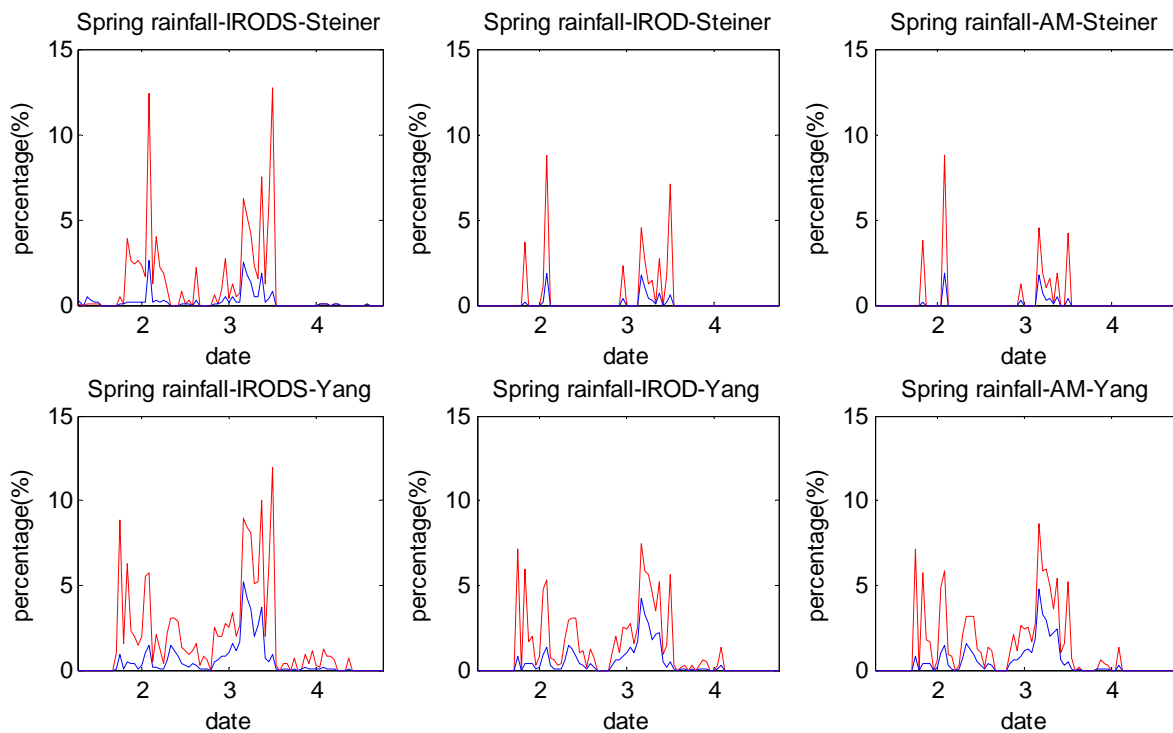 Spring rainfall-IRODS-Steiner
Spring rainfall-IROD-Steiner
Spring rainfall-AM-Steiner
percentage(%)
15
10
5
0
2
3
4
date
percentage(%)
15
10
5
0
2
3
4
date
percentage(%)
15
10
5
0
2
3
4
date
Spring rainfall-IRODS-Yang
Spring rainfall-IROD-Yang
Spring rainfall-AM-Yang
percentage(%)
15
10
5
0
2
3
4
date
percentage(%)
15
10
5
0
2
3
4
date
percentage(%)
15
10
5
0
2
3
4
date